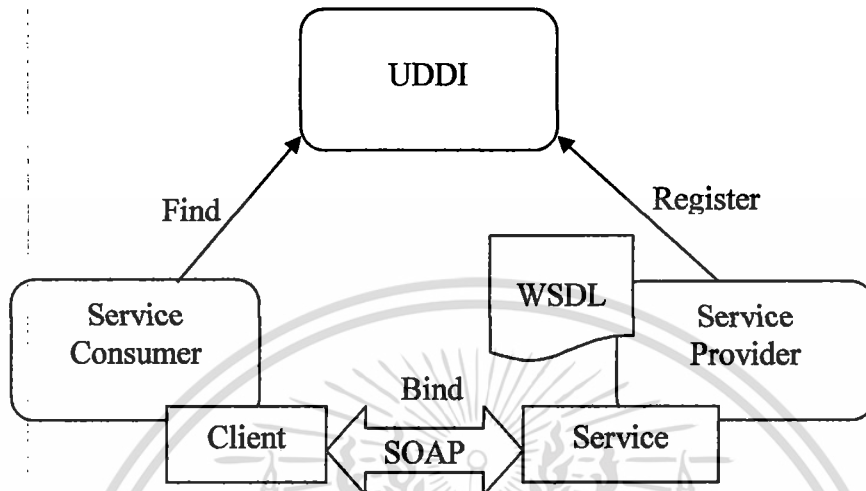 UDDI
Find
Register
WSDL
Service
Consumer
Service
Provider
Bind
Client
SOAP
Service